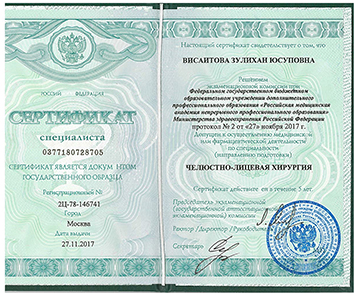 РОССИЙСКАЯ ФЕДЕРАЦИЯ
СЕРТИФИКАТ
специалиста
0377180728705
СЕРТИФИКАТ ЯВЛЯЕТСЯ ДОКУМЕНТОМ
ГОСУДАРСТВЕННОГО ОБРАЗЦА
Регистрационный №
2Ц-78-146741
Город
Москва
Дата выдачи
27.11.2017
Настоящий сертификат свидетельствует о том, что
ВИСАИТОВА ЗУЛИХАН ЮСУПОВНА
Решением
экзаменационной комиссии при
Федеральном государственном бюджетном
образовательном учреждении дополнительного
профессионального образования «Российская медицинская
академия непрерывного профессионального образования»
Министерства здравоохранения Российской Федерации
протокол № 2 от «27» ноября 2017 г.
Допущен к осуществлению медицинской
или фармацевтической деятельности
по специальности
(направлению подготовки)
ЧЕЛЮСТНО-ЛИЦЕВАЯ ХИРУРГИЯ
Сертификат действителен в течение 5 лет.
Председатель экзаменационной
(государственной аттестационной,
экзаменационной) комиссии
Ректор /Директор / Руководитель
Секретарь